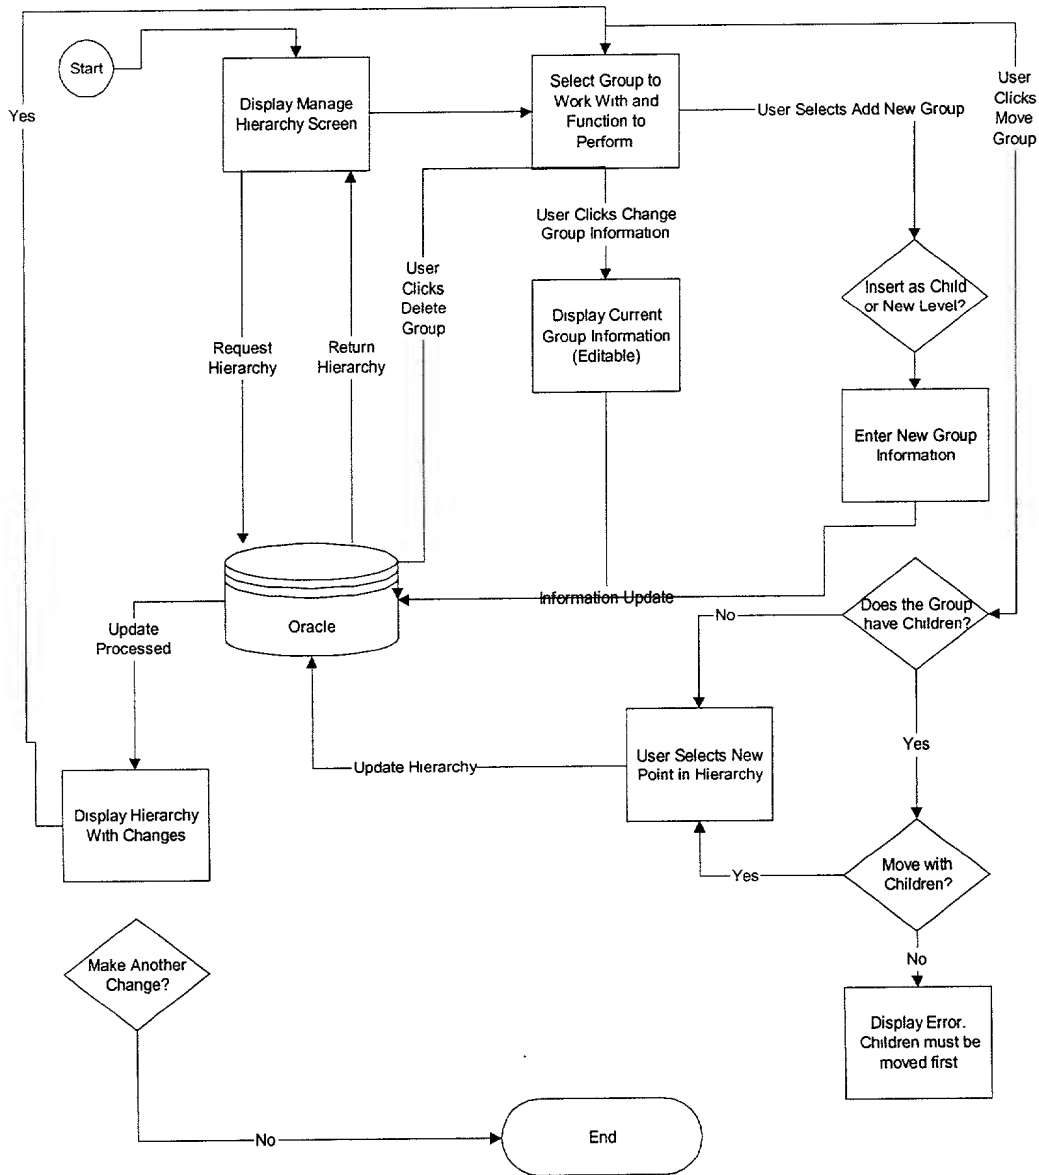 Start
Yes
Display Manage
Hierarchy Screen
Select Group to
Work With and
Function to
Perform
User Selects Add New Group
User
Clicks
Move
Group
User Clicks Change
Group Information
User
Clicks
Delete
Group
Insert as Child
or New Level?
Display Current
Group Information
(Editable)
Request
Hierarchy
Return
Hierarchy
Enter New Group
Information
Oracle
Information Update
Does the Group
have Children?
No
Update
Processed
Yes
User Selects New
Point in Hierarchy
Update Hierarchy
Display Hierarchy
With Changes
Move with
Children?
Yes
No
Make Another
Change?
Display Error.
Children must be
moved first
No
End